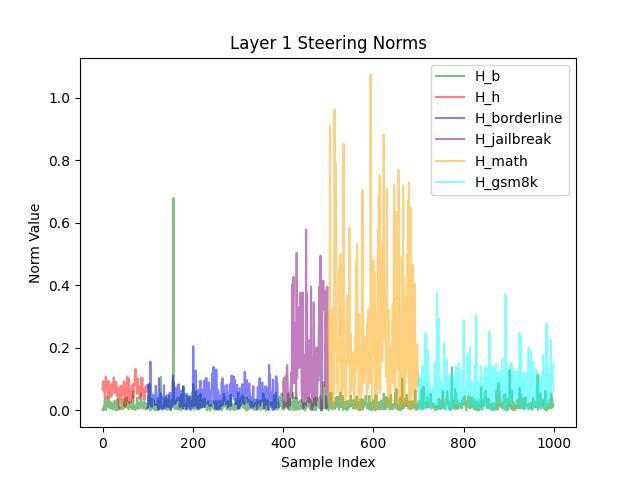 Layer 1 Steering Norms
Norm Value
1.0
0.8
0.6
0.4
0.2
0.0
H_b
H_h
H_borderline
H_jailbreak
H_math
H_gsm8k
0 200 400 600 800 1000
Sample Index